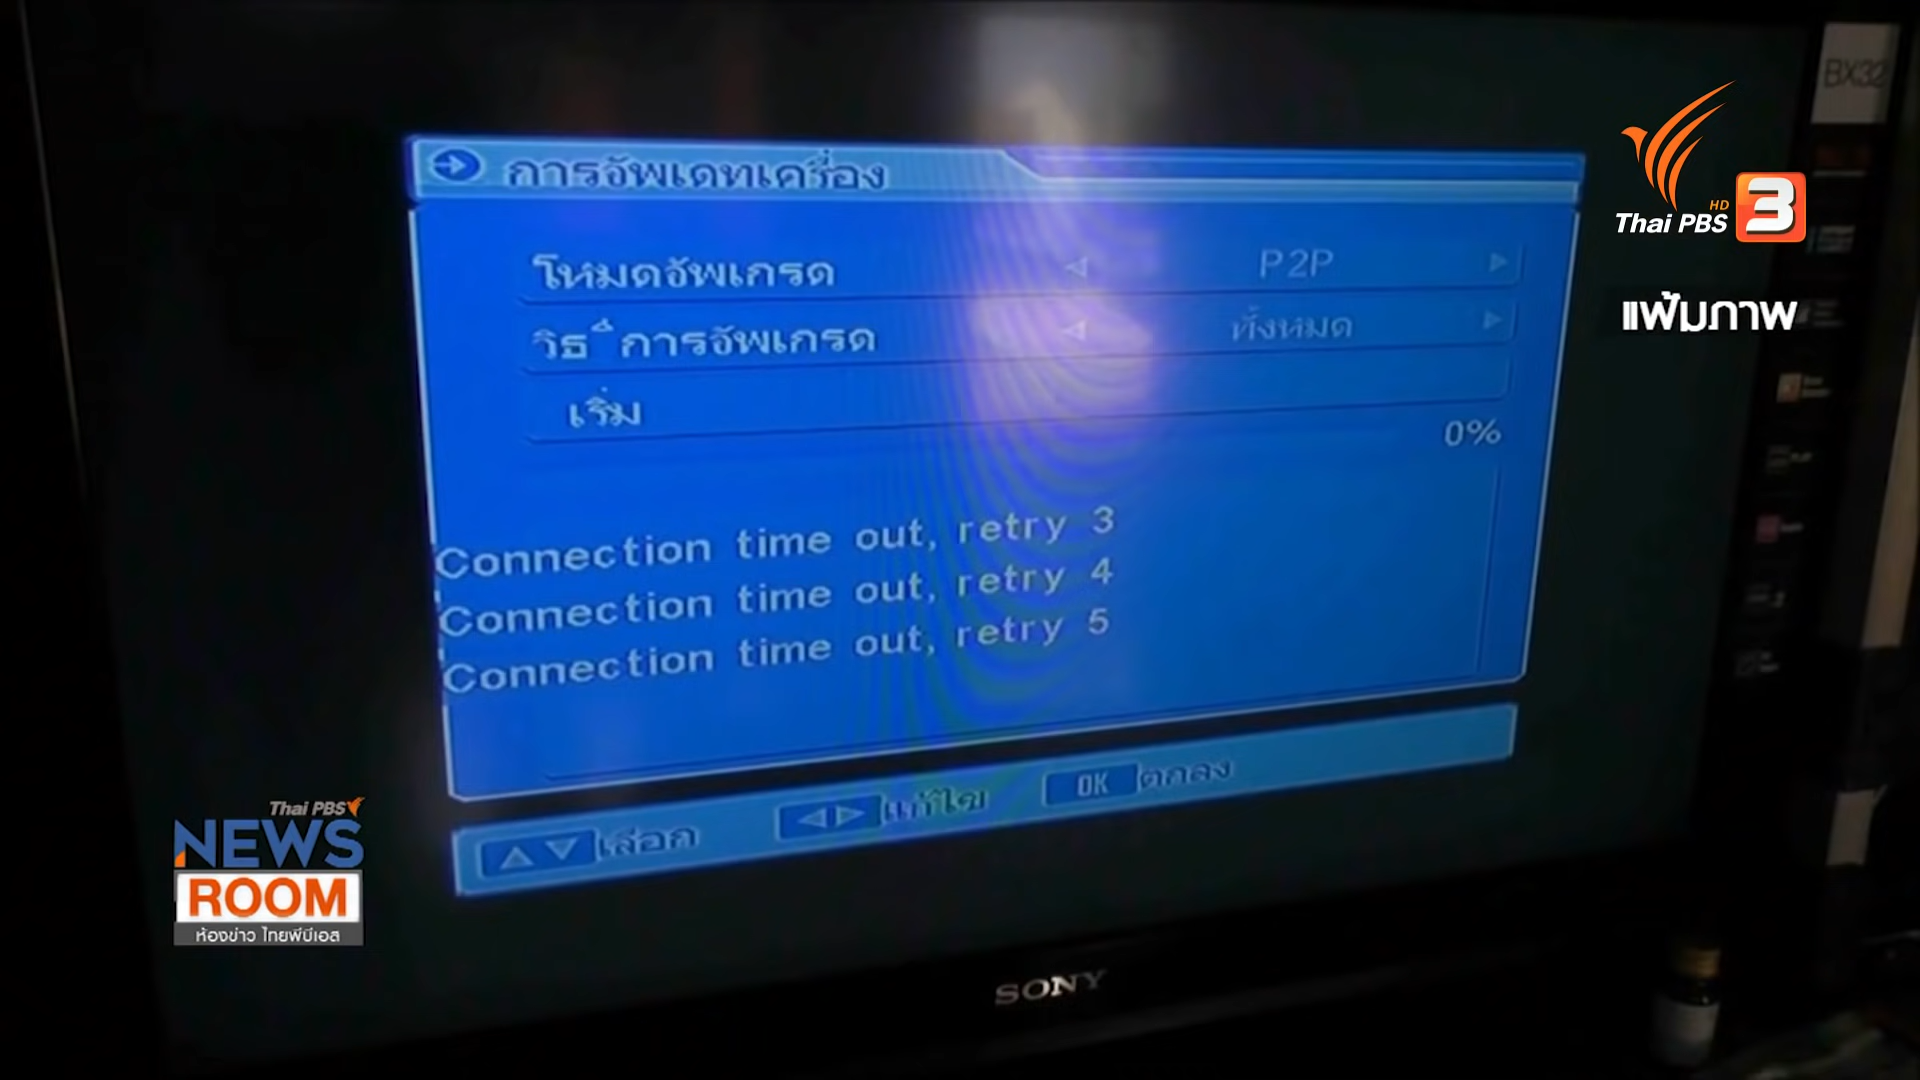 BX32
การอัพเดทเครื่อง
HD
Thai PBS 3
โหมดอัพเกรด P2P
วิธีการอัพเกรด ทั้งหมด
แฟ้มภาพ
เริ่ม
0%
Connection time out, retry 3
Connection time out, retry 4
Connection time out, retry 5
เลือก แก้ไข OK ตกลง
Thai PBS
NEWS
ROOM
ห้องข่าว ไทยพีบีเอส
SONY